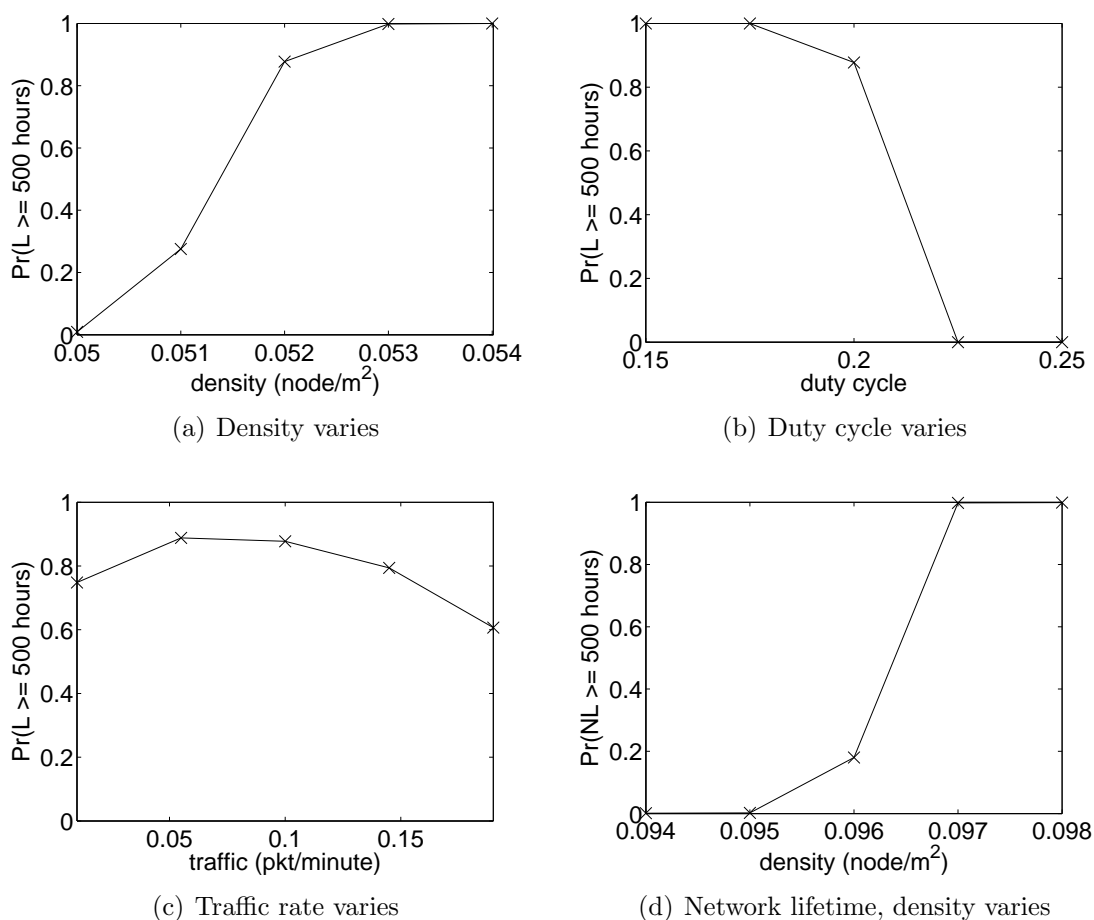 Pr(L >= 500 hours)
1
0.8
0.6
0.4
0.2
0
0.05 0.051 0.052 0.053 0.054
density (node/m²)
(a) Density varies
Pr(L >= 500 hours)
1
0.8
0.6
0.4
0.2
0
0.15 0.2 0.25
duty cycle
(b) Duty cycle varies
Pr(L >= 500 hours)
1
0.8
0.6
0.4
0.2
0
0.05 0.1 0.15
traffic (pkt/minute)
(c) Traffic rate varies
Pr(NL >= 500 hours)
1
0.8
0.6
0.4
0.2
0
0.094 0.095 0.096 0.097 0.098
density (node/m²)
(d) Network lifetime, density varies